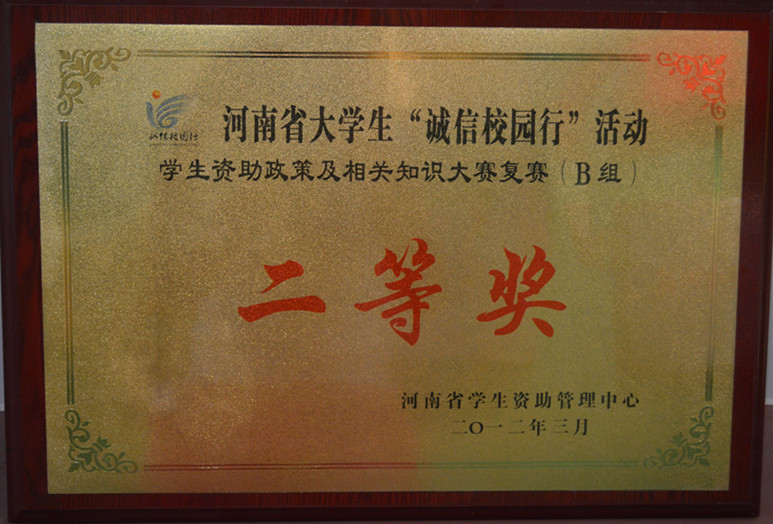 河南省大学生“诚信校园行”活动
学生资助政策及相关知识大赛复赛(B组)
二等奖
河南省学生资助管理中心
二〇一二年三月